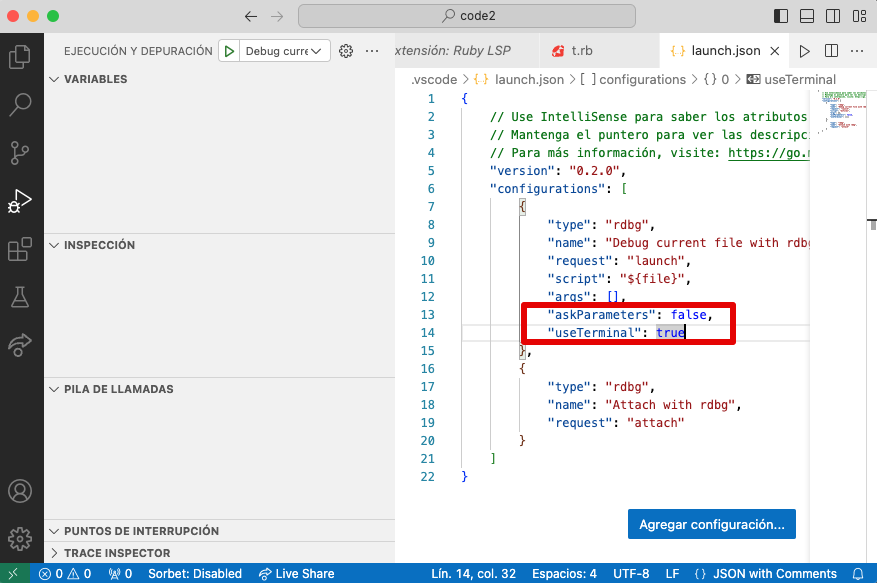 code2
EJECUCIÓN Y DEPURACIÓN
Debug curre
extensión: Ruby LSP
t.rb
launch.json
.vscode > {} launch.json > [ ] configurations > {} 0 > useTerminal
VARIABLES
INSPECCIÓN
PILA DE LLAMADAS
PUNTOS DE INTERRUPCIÓN
TRACE INSPECTOR
1 {
2 // Use IntelliSense para saber los atributos
3 // Mantenga el puntero para ver las descripci
4 // Para más información, visite: https://go.m
5 "version": "0.2.0",
6 "configurations": [
7 {
8 "type": "rdbg",
9 "name": "Debug current file with rdbg
10 "request": "launch",
11 "script": "${file}",
12 "args": [],
13 "askParameters": false,
14 "useTerminal": true
15 },
16 {
17 "type": "rdbg",
18 "name": "Attach with rdbg",
19 "request": "attach"
20 }
21 ]
22 }
Agregar configuración...
0 0 0 Sorbet: Disabled Live Share Lín. 14, col. 32 Espacios: 4 UTF-8 LF {} JSON with Comments